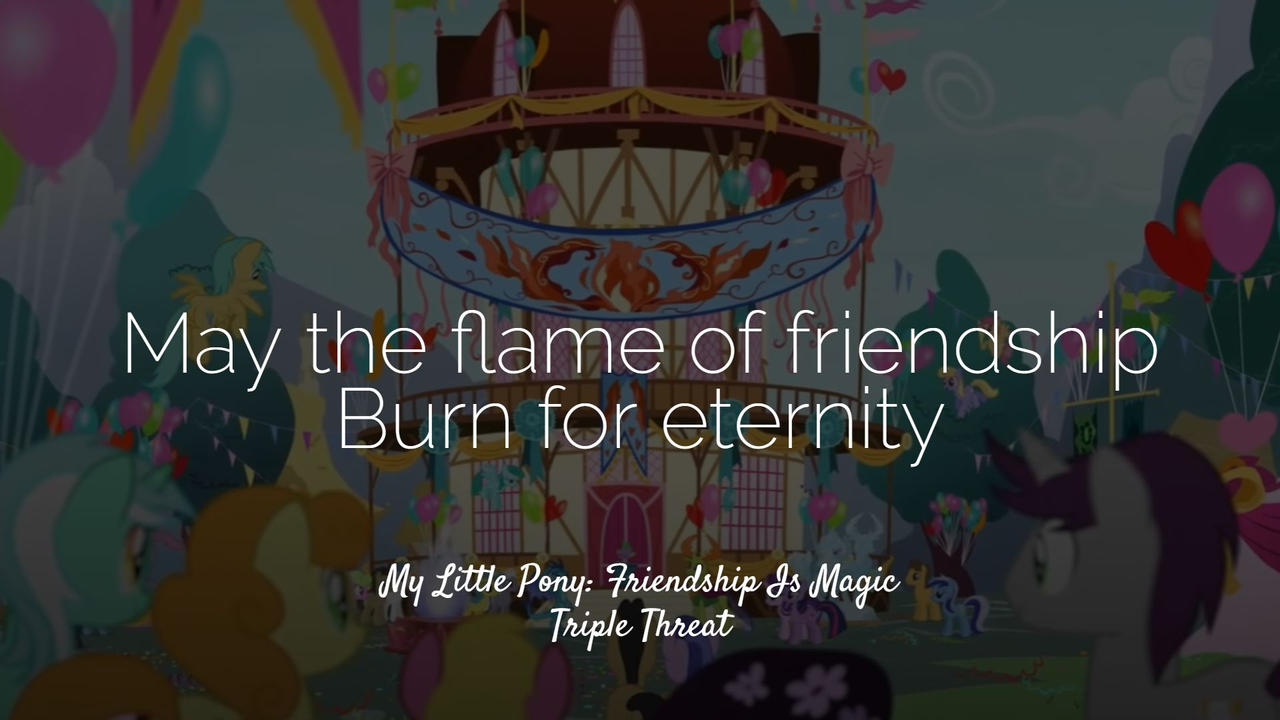 May the flame of friendship
Burn for eternity
My Little Pony: Friendship Is Magic
Triple Threat